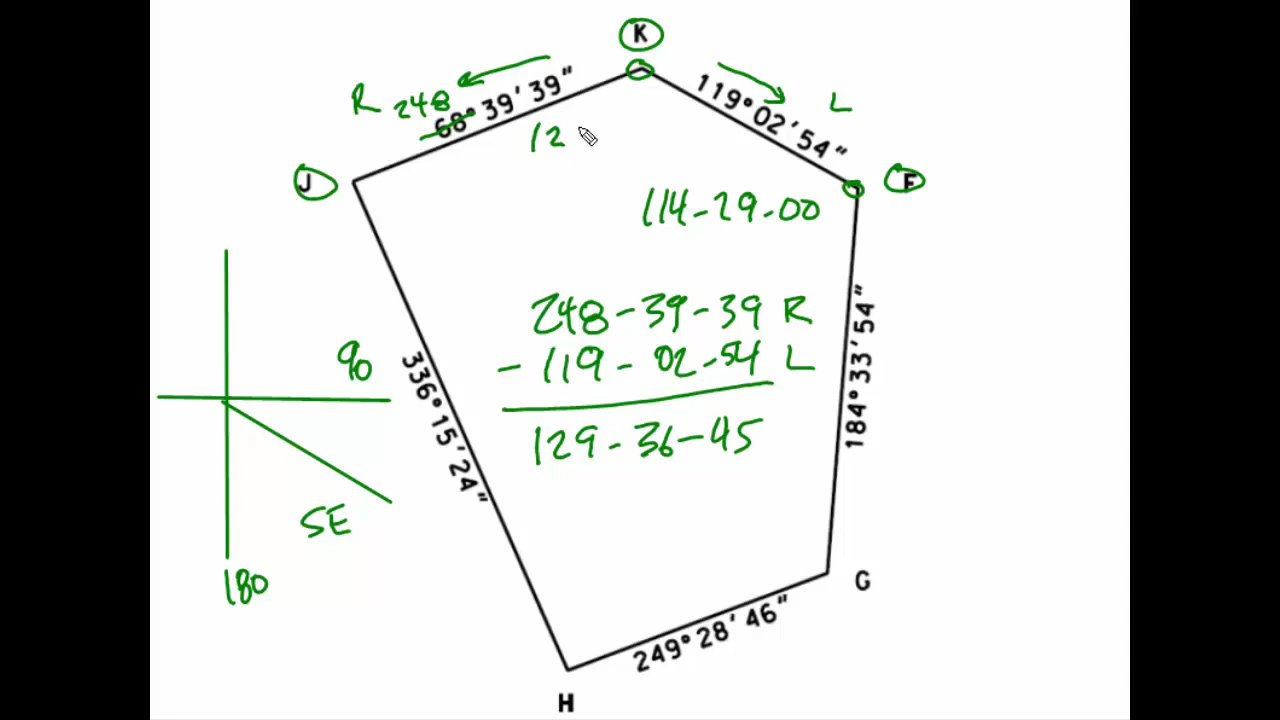 K
R 248
68° 39' 39"
119° 02' 54"
L
12
J
F
114-29-00
248-39-39 R
- 119 - 02-54 L
129-36-45
90
SE
180
336° 15' 24"
184° 33' 54"
249° 28' 46"
G
H